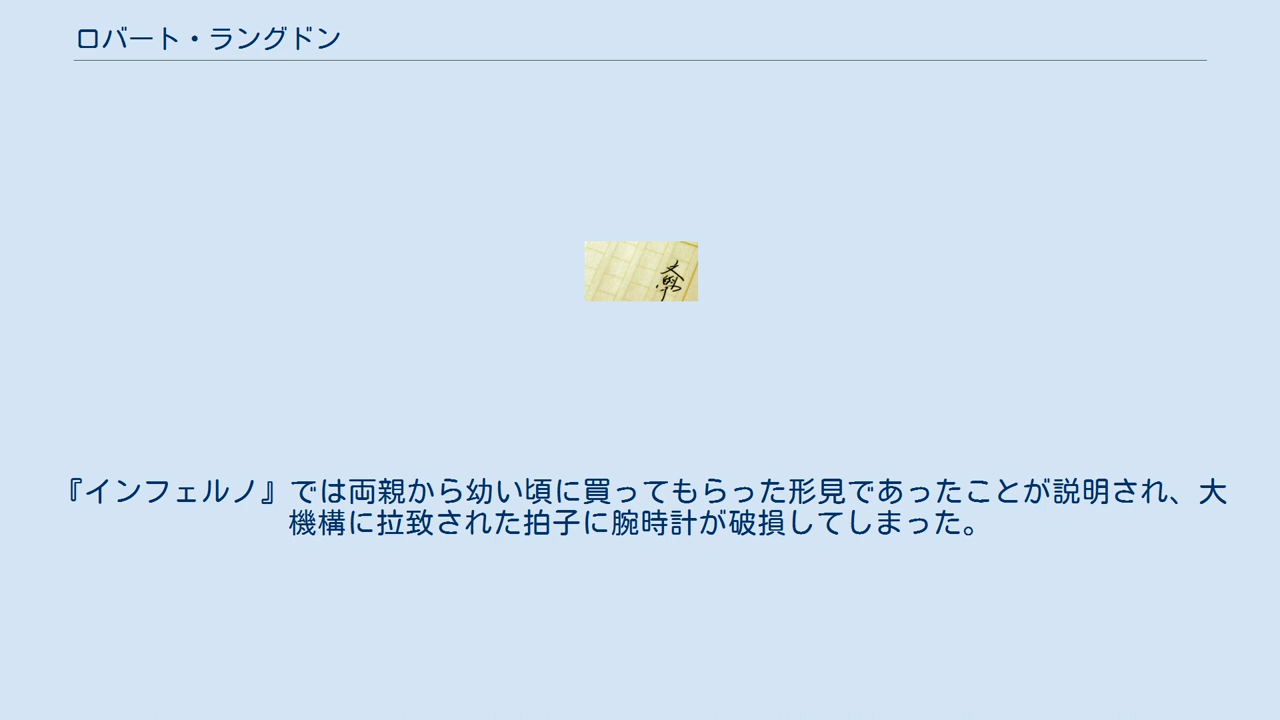 ロバート・ラングドン
『インフェルノ』では両親から幼い頃に買ってもらった形見であったことが説明され、大
機構に拉致された拍子に腕時計が破損してしまった。